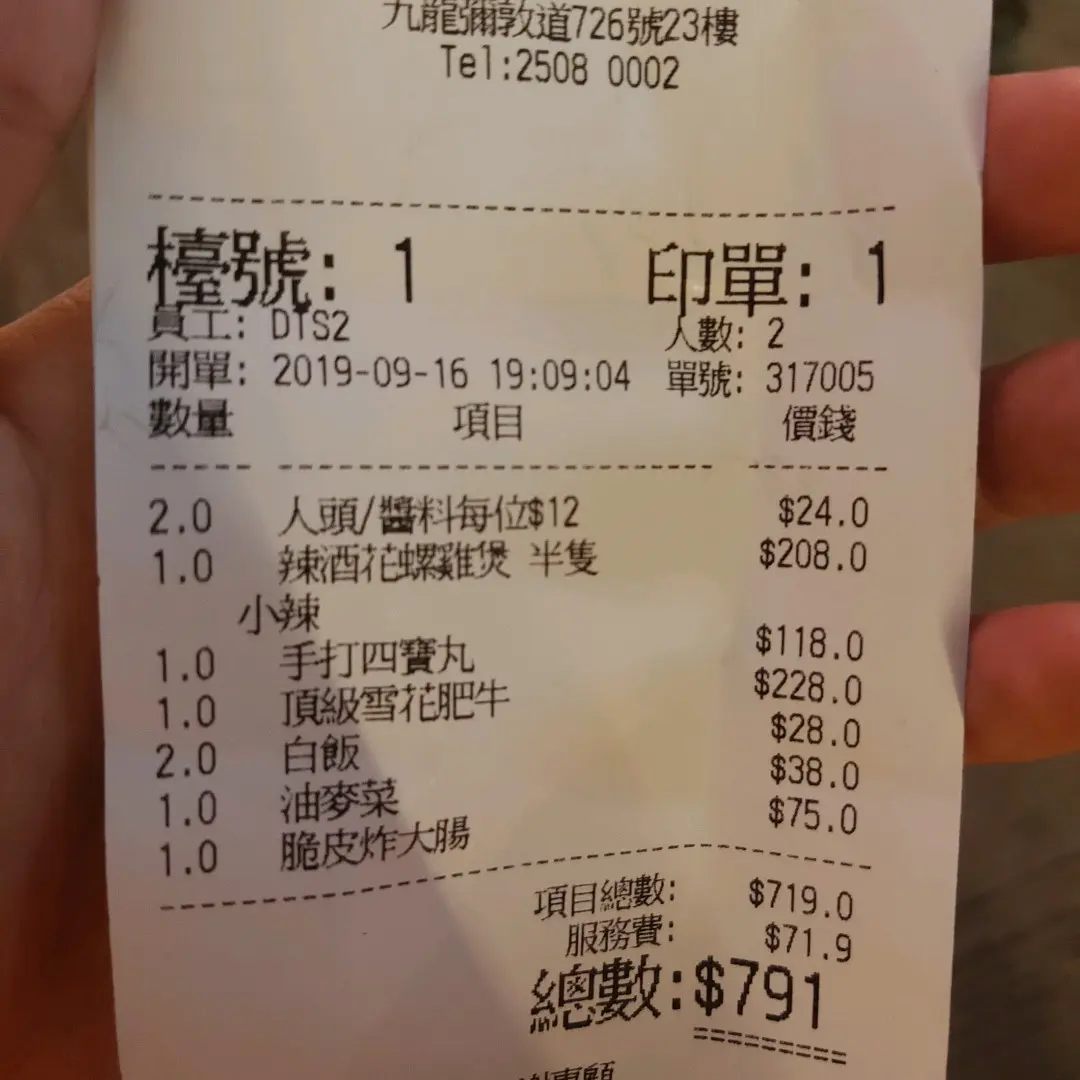 九龍彌敦道726號23樓
Tel:2508 0002
檯號: 1 印單: 1
員工: DTS2 人數: 2
開單: 2019-09-16 19:09:04 單號: 317005
數量 項目 價錢
2.0 人頭/醬料每位$12 $24.0
1.0 辣酒花螺雞煲 半隻 $208.0
小辣
1.0 手打四寶丸 $118.0
1.0 頂級雪花肥牛 $228.0
2.0 白飯 $28.0
1.0 油麥菜 $38.0
1.0 脆皮炸大腸 $75.0
項目總數: $719.0
服務費: $71.9
總數:$791
謝惠顧